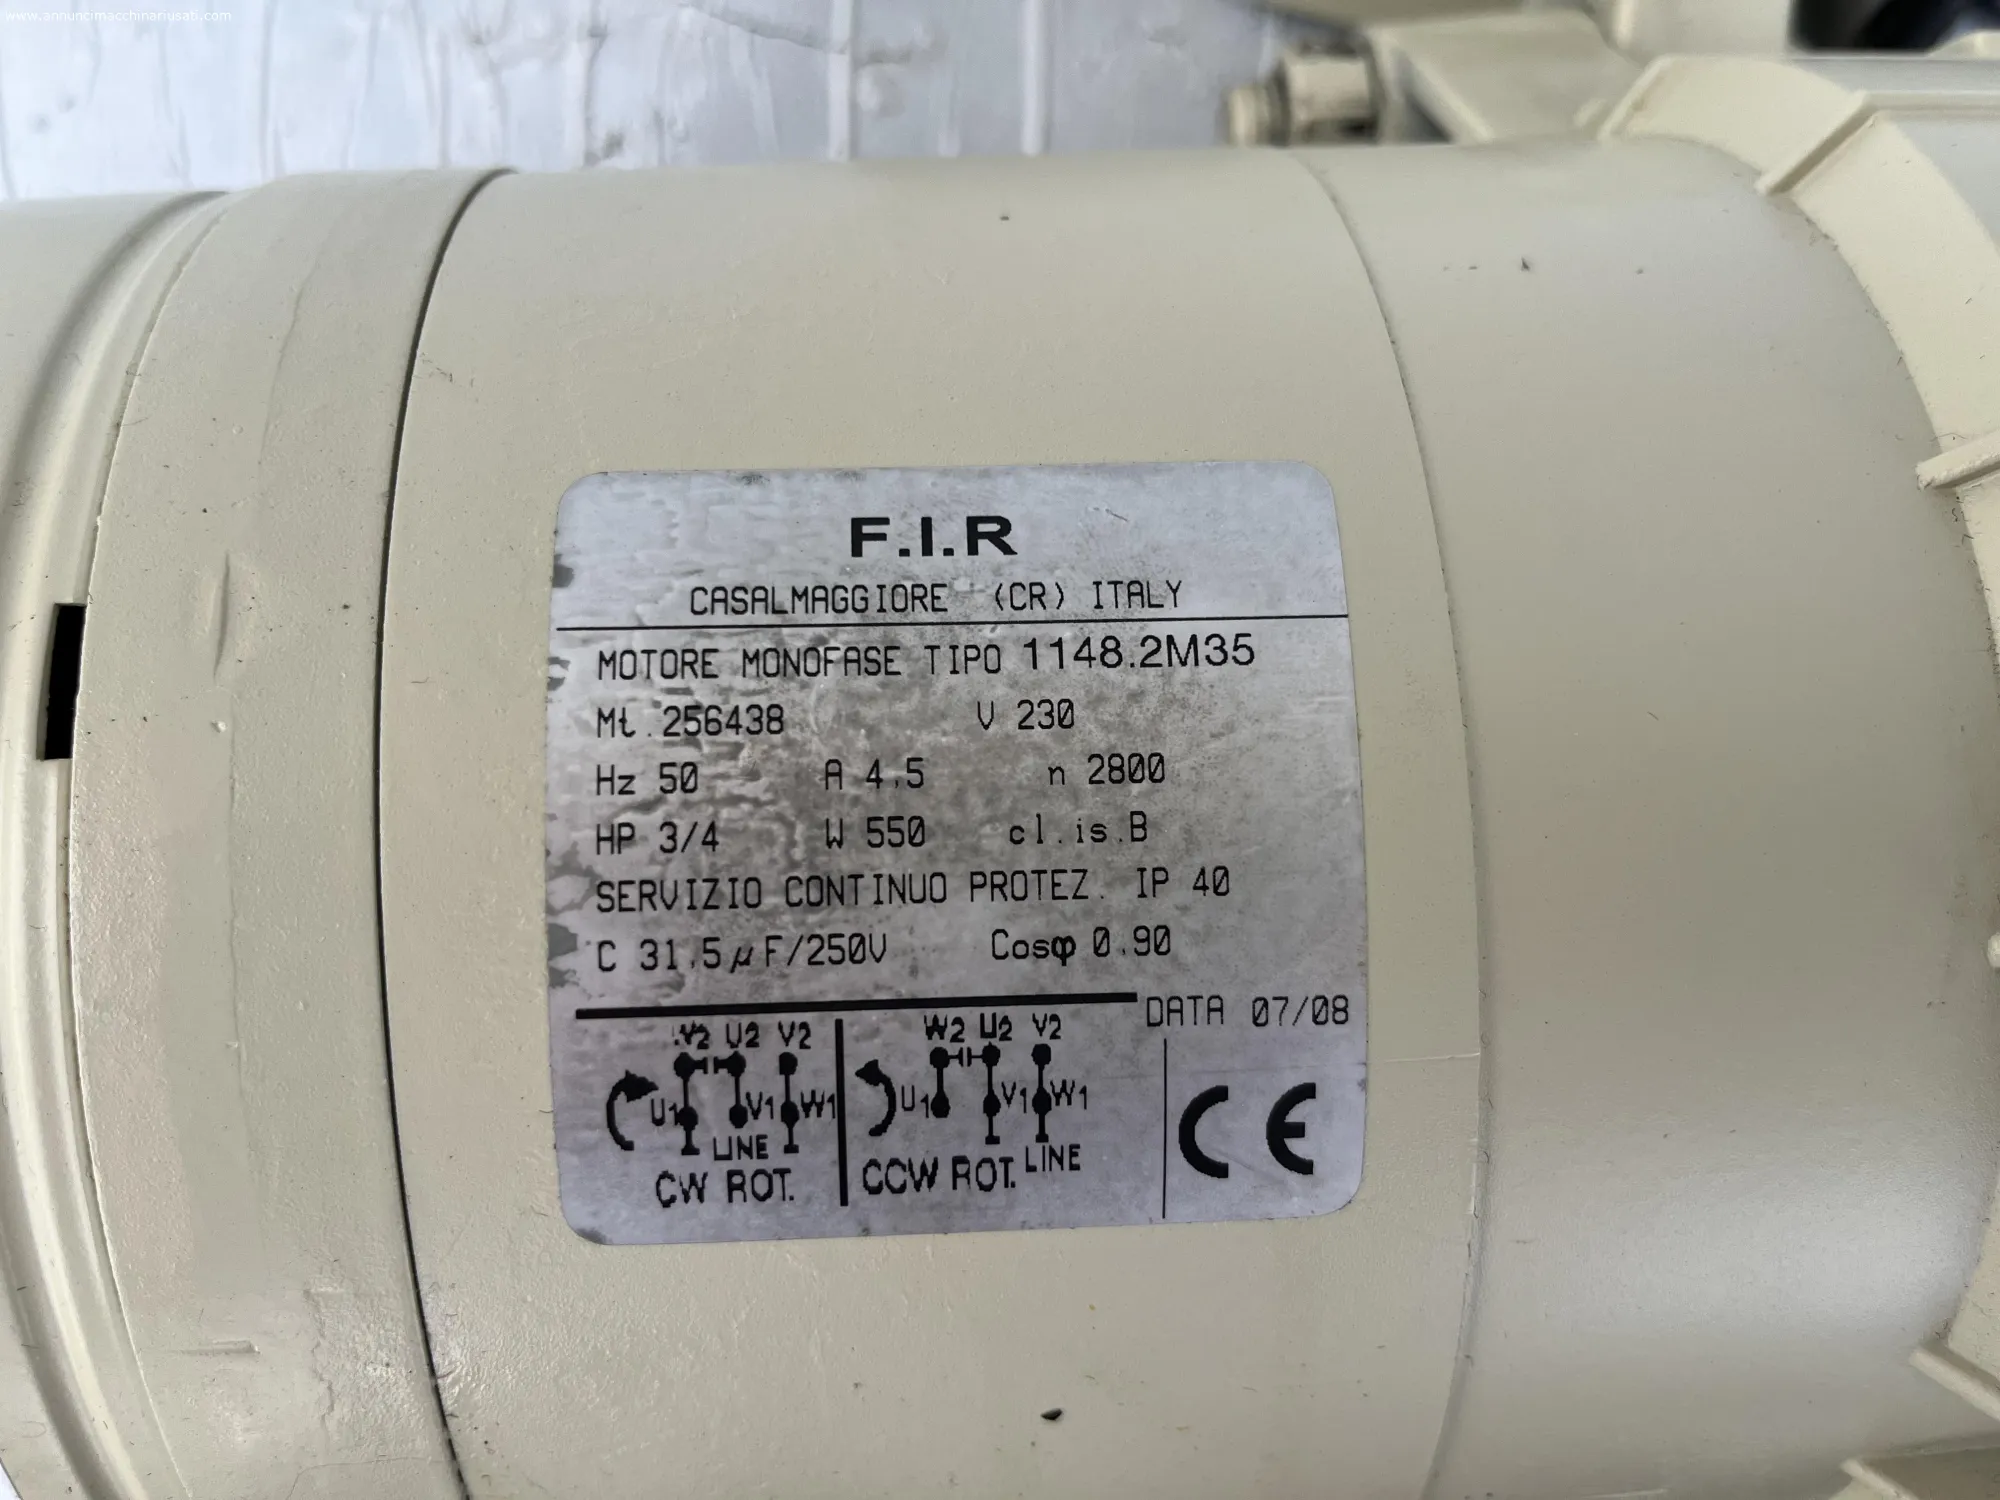 www.annuncimacchinariusati.com
F.I.R
CASALMAGGIORE (CR) ITALY
MOTORE MONOFASE TIPO 1148.2M35
Mt.256438 V 230
Hz 50 A 4.5 n 2800
HP 3/4 W 550 cl.is.B
SERVIZIO CONTINUO PROTEZ. IP 40
C 31.5μF/250V Cosφ 0.90
DATA 07/08
U2 V2 W2 U2 V2
U1 V1 W1 U1 V1 W1
LINE LINE
CW ROT. CCW ROT.
CE